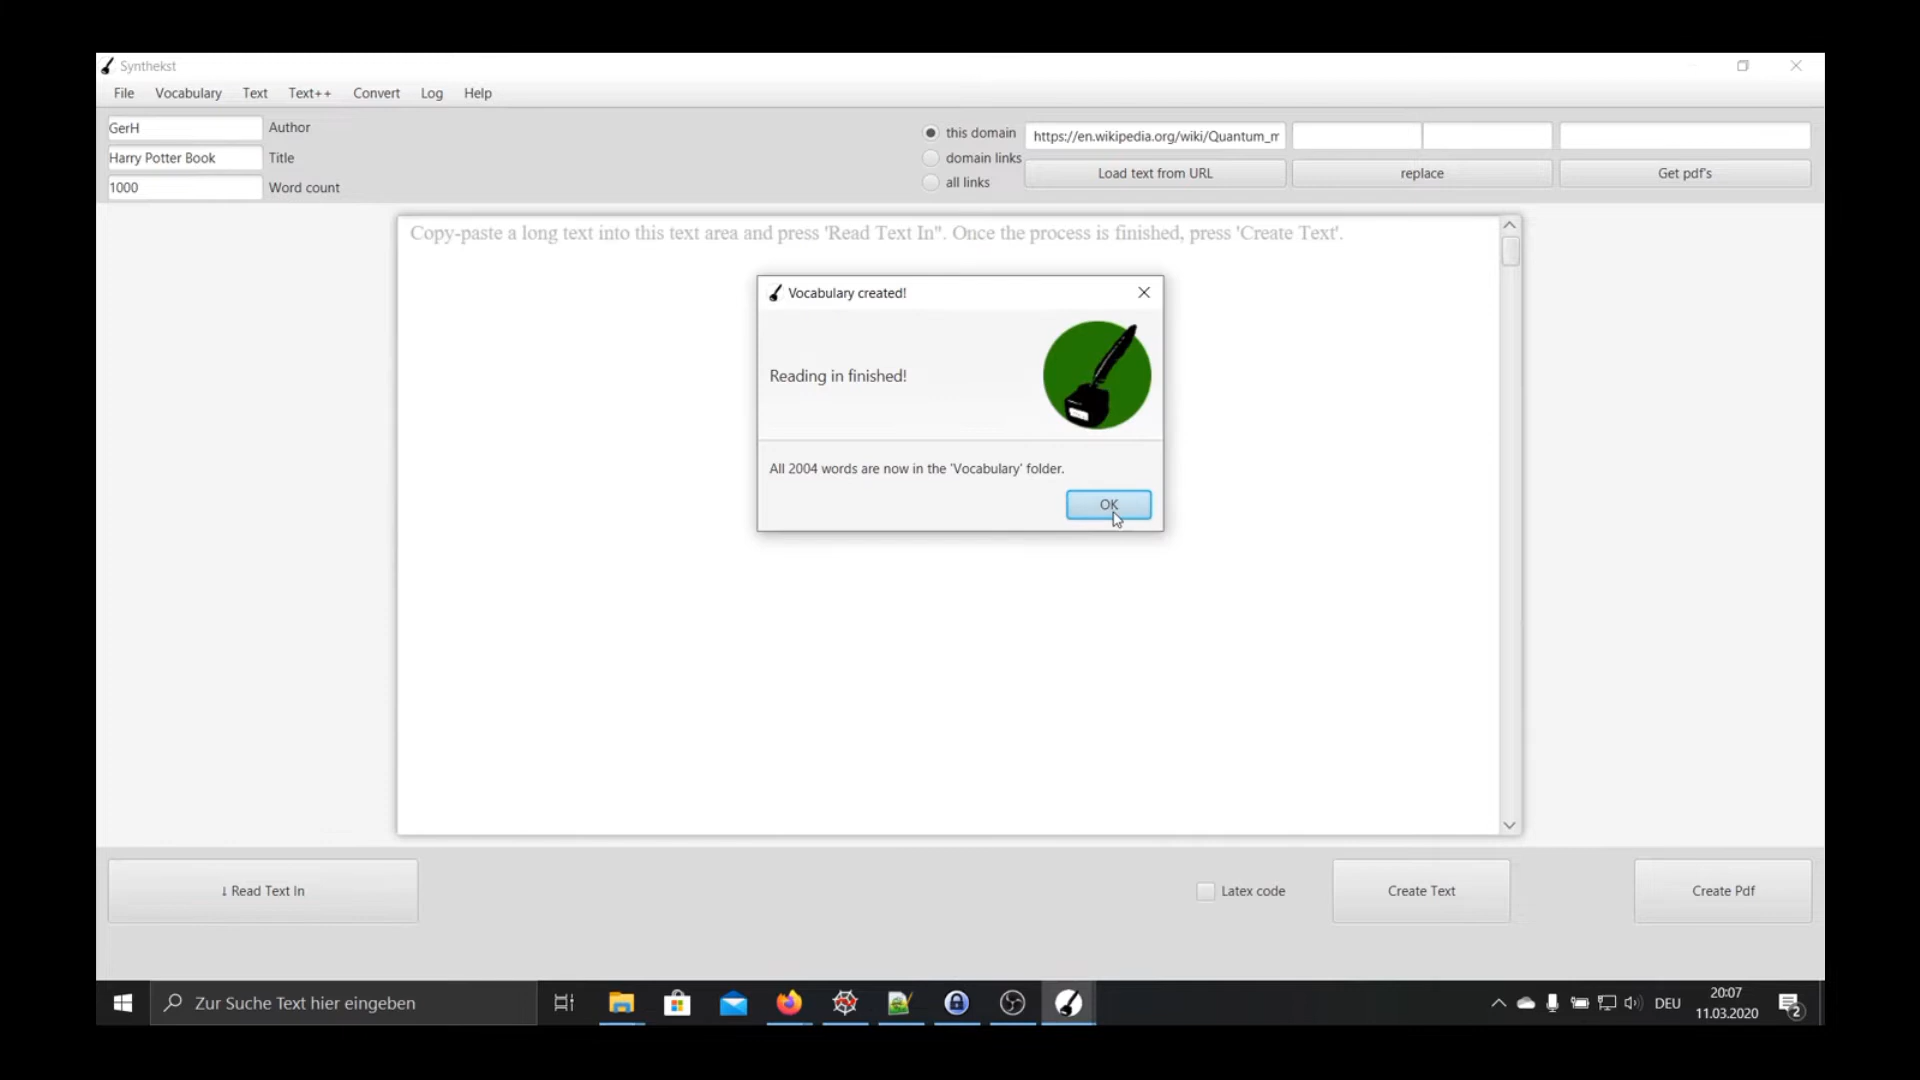 Synthekst
File Vocabulary Text Text++ Convert Log Help
GerH Author
Harry Potter Book Title
1000 Word count
this domain https://en.wikipedia.org/wiki/Quantum_m
domain links
all links
Load text from URL replace Get pdf's
Copy-paste a long text into this text area and press 'Read Text In". Once the process is finished, press 'Create Text'.
Vocabulary created!
Reading in finished!
All 2004 words are now in the 'Vocabulary' folder.
OK
↓ Read Text In
Latex code
Create Text
Create Pdf
Zur Suche Text hier eingeben
DEU
20:07
11.03.2020
2